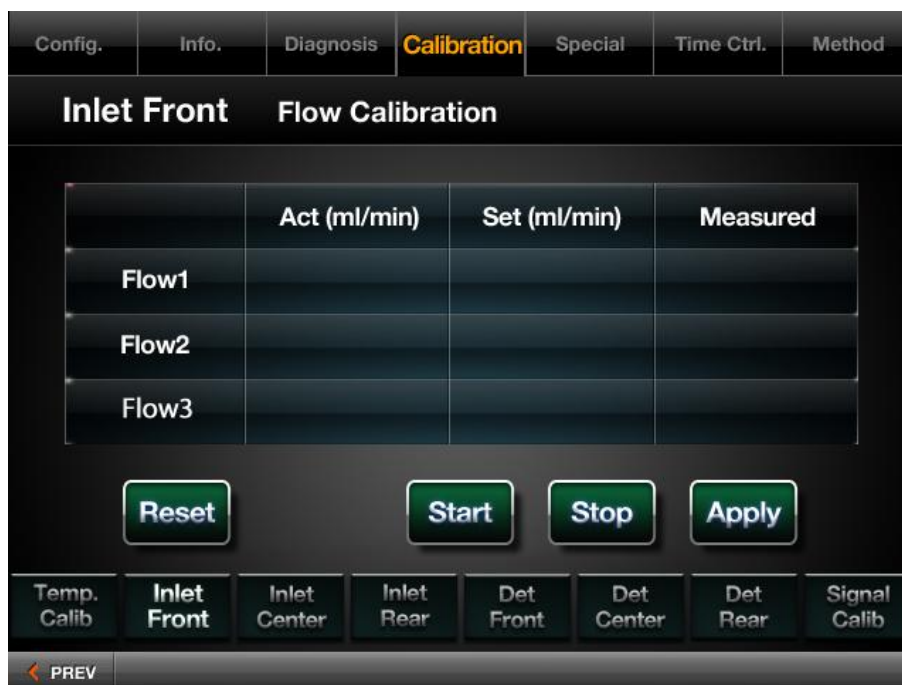 Config. Info. Diagnosis Calibration Special Time Ctrl. Method
Inlet Front Flow Calibration
Act (ml/min) Set (ml/min) Measured
Flow1
Flow2
Flow3
Reset Start Stop Apply
Temp. Calib Inlet Front Inlet Center Inlet Rear Det Front Det Center Det Rear Signal Calib
PREV